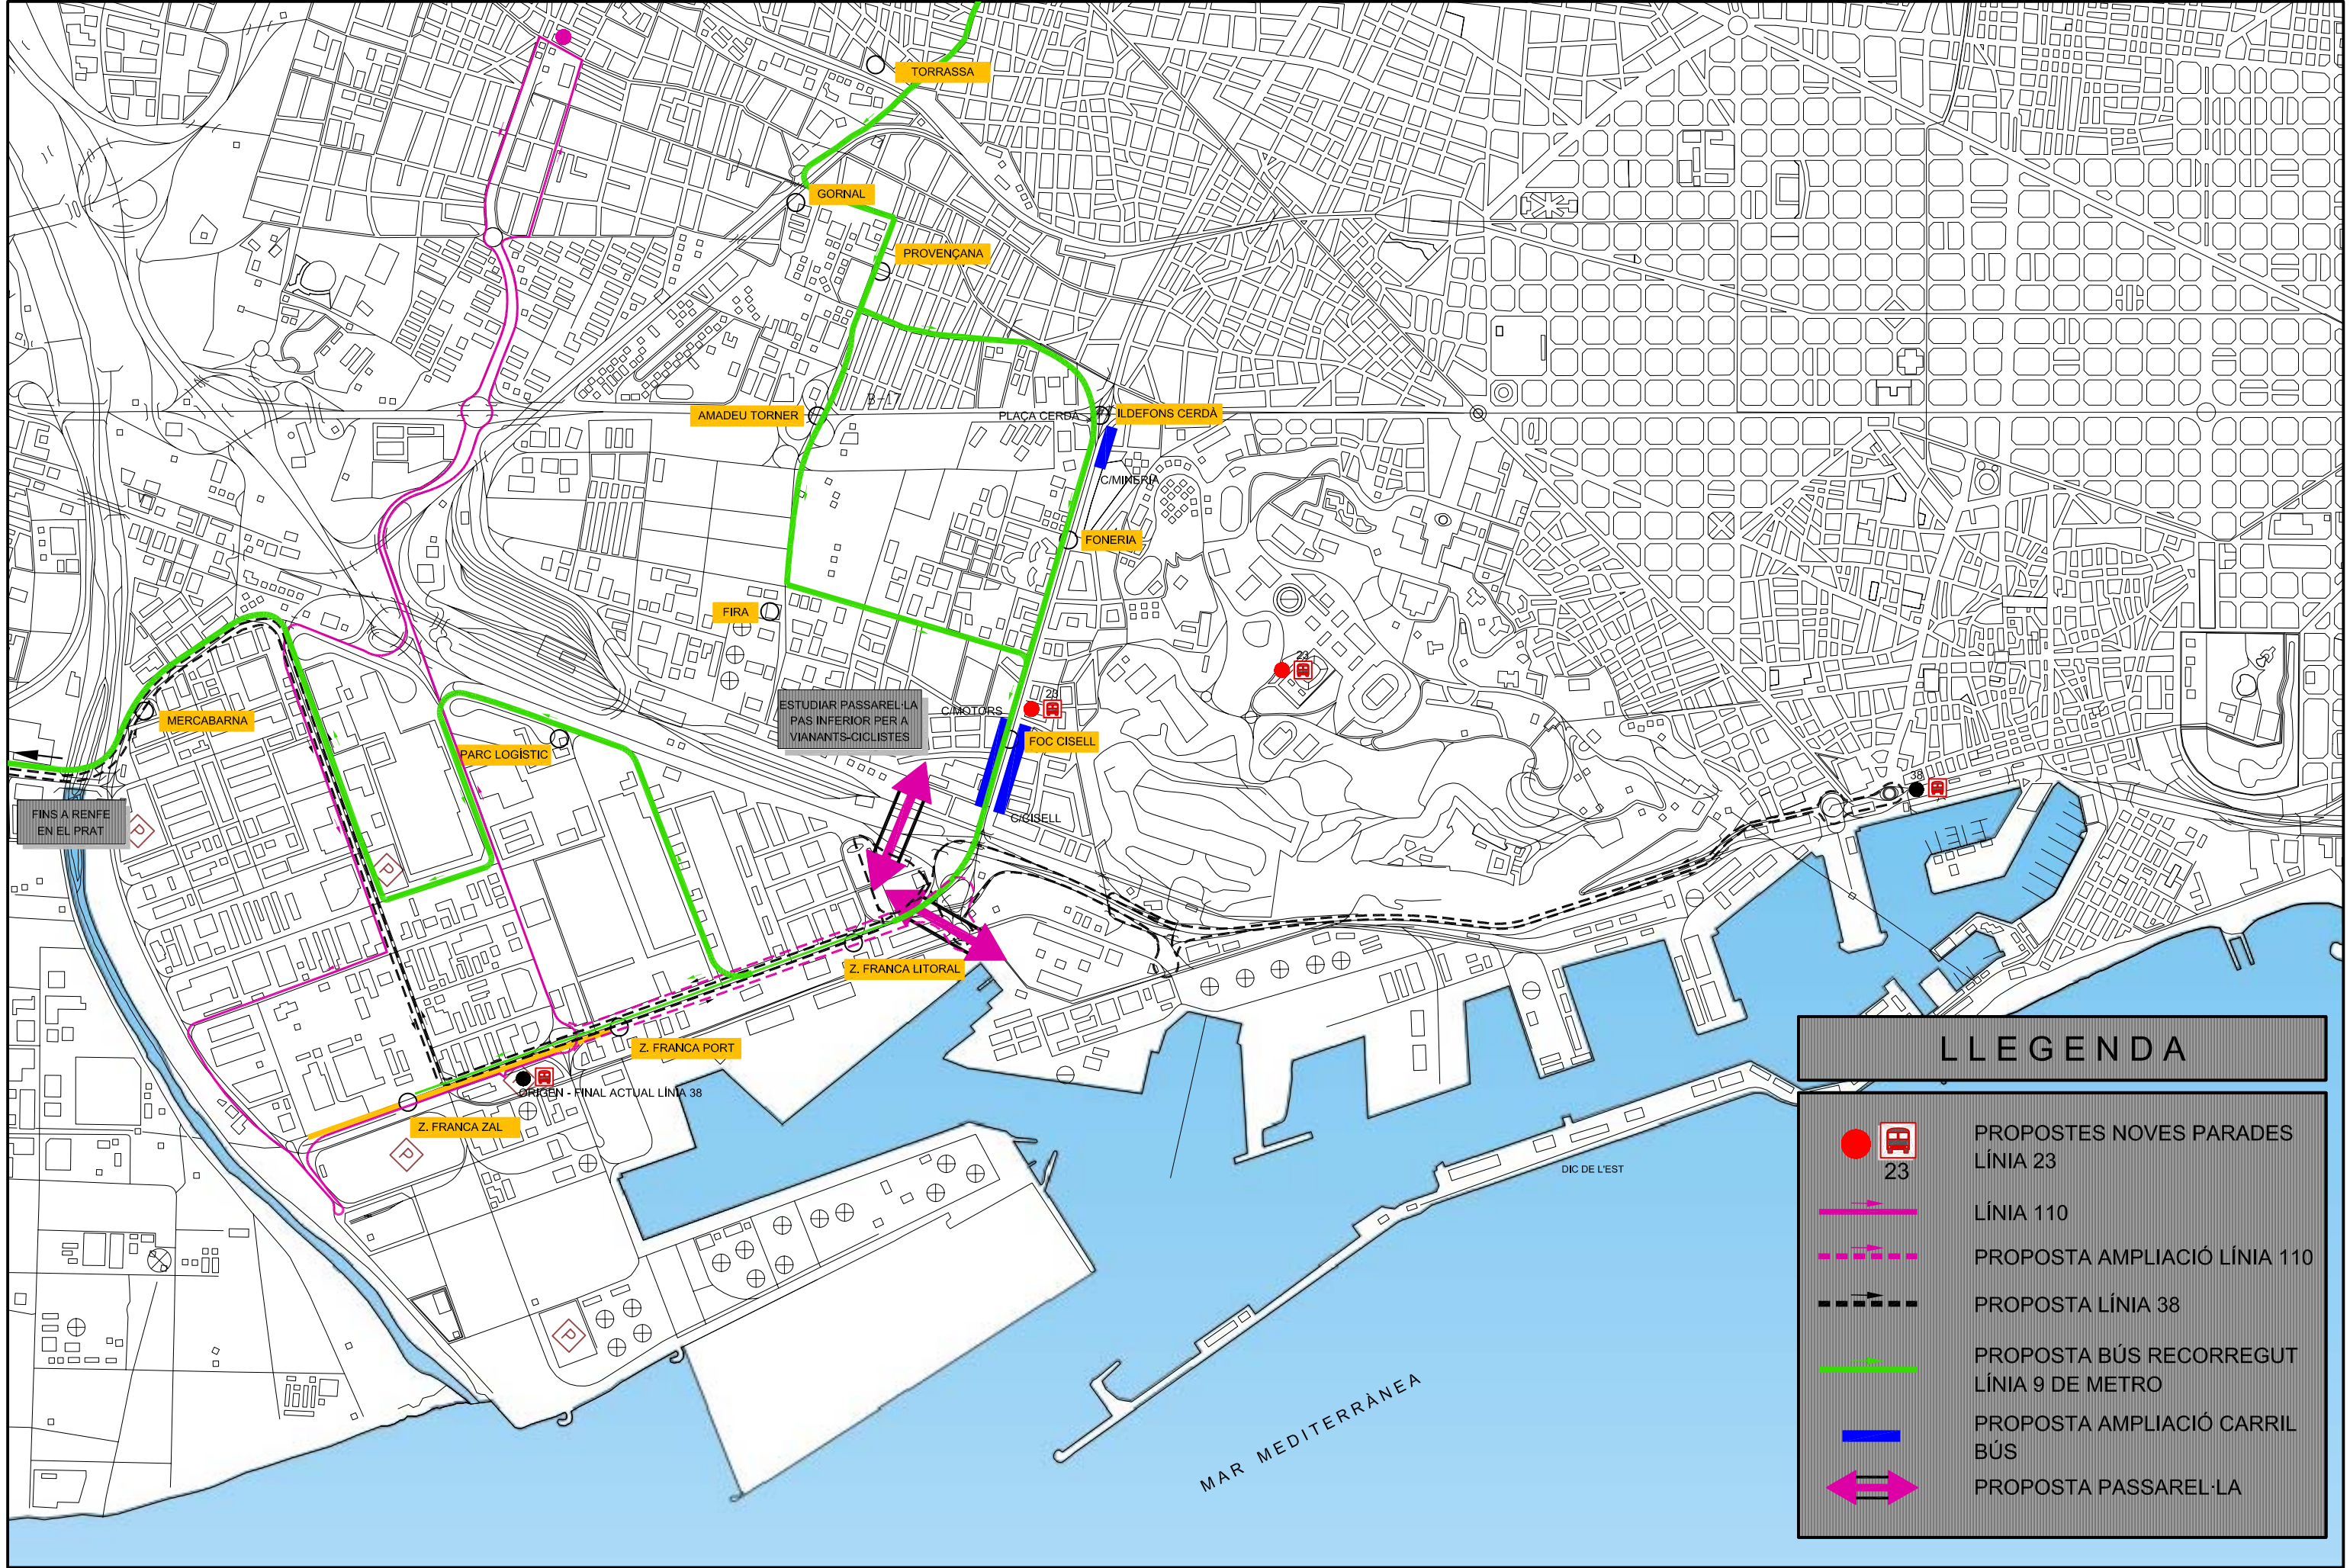 TORRASSA
GORNAL
PROVENÇANA
B-17
AMADEU TORNER
PLAÇA CERDÀ
ILDEFONS CERDÀ
C/MINERIA
FONERIA
FIRA
23
23
ESTUDIAR PASSAREL·LA
PAS INFERIOR PER A
VIANANTS-CICLISTES
C/MOTORS
FOC CISELL
MERCABARNA
PARC LOGÍSTIC
38
FINS A RENFE
EN EL PRAT
P
C/CISELL
P
Z. FRANCA LITORAL
Z. FRANCA PORT
ORIGEN - FINAL ACTUAL LÍNIA 38
Z. FRANCA ZAL
P
P
DIC DE L'EST
MAR MEDITERRÀNEA
LLEGENDA
PROPOSTES NOVES PARADES
LÍNIA 23
23
LÍNIA 110
PROPOSTA AMPLIACIÓ LÍNIA 110
PROPOSTA LÍNIA 38
PROPOSTA BÚS RECORREGUT
LÍNIA 9 DE METRO
PROPOSTA AMPLIACIÓ CARRIL
BÚS
PROPOSTA PASSAREL·LA